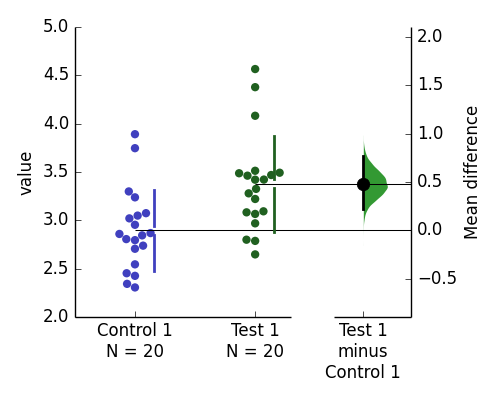 5.0
4.5
4.0
3.5
3.0
2.5
2.0
value
Control 1
N = 20
Test 1
N = 20
Test 1
minus
Control 1
2.0
1.5
1.0
0.5
0.0
−0.5
Mean difference